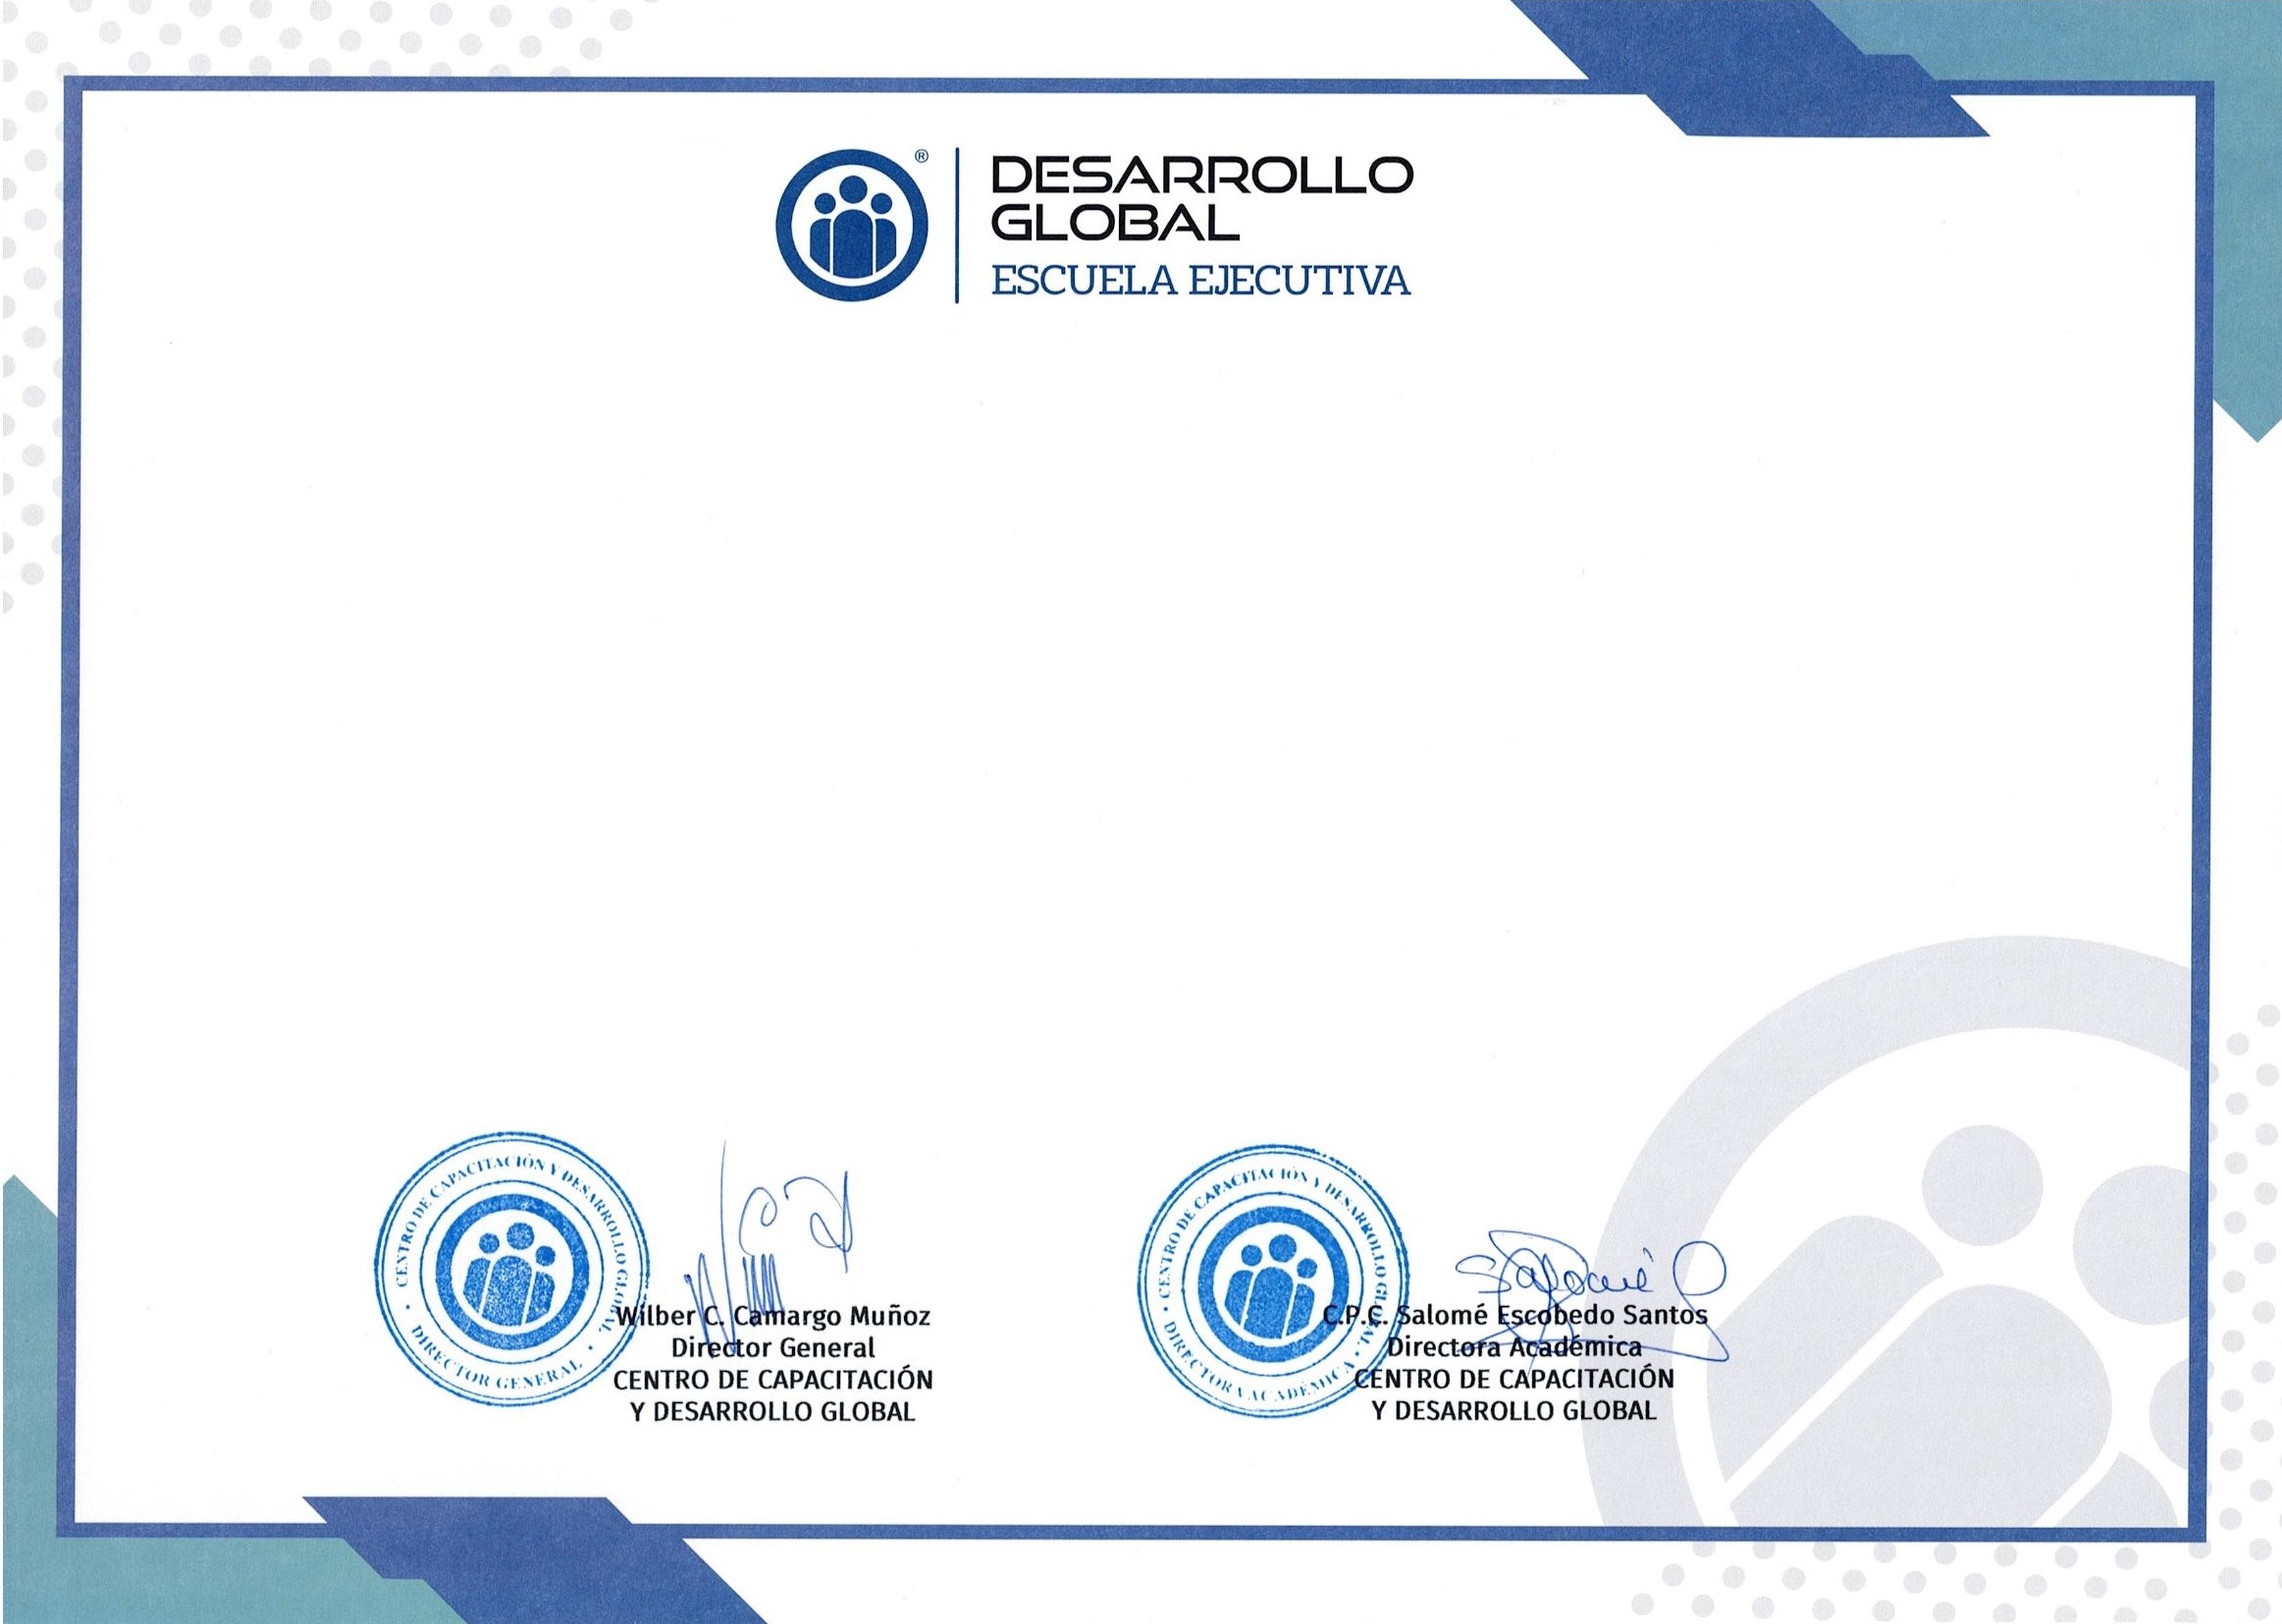 ®
DESARROLLO
GLOBAL
ESCUELA EJECUTIVA
CENTRO DE CAPACITACIÓN Y DESARROLLO GLOBAL
• DIRECTOR GENERAL •
Wilber C. Camargo Muñoz
Director General
CENTRO DE CAPACITACIÓN
Y DESARROLLO GLOBAL
CENTRO DE CAPACITACIÓN Y DESARROLLO GLOBAL
• DIRECTORA ACADÉMICA •
Salomé
C.P.C. Salomé Escobedo Santos
Directora Académica
CENTRO DE CAPACITACIÓN
Y DESARROLLO GLOBAL